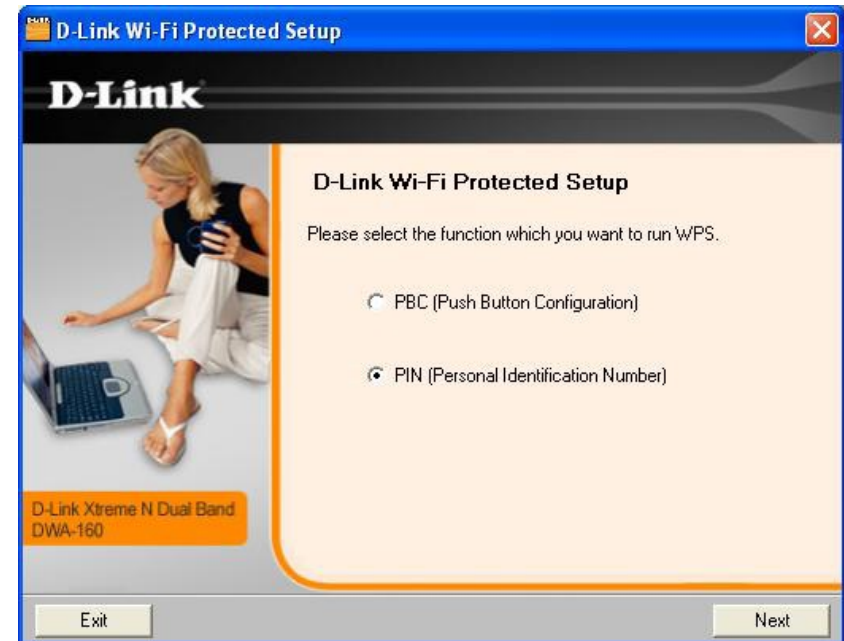 D-Link Wi-Fi Protected Setup
D-Link
D-Link Wi-Fi Protected Setup
Please select the function which you want to run WPS.
PBC (Push Button Configuration)
PIN (Personal Identification Number)
D-Link Xtreme N Dual Band
DWA-160
Exit
Next